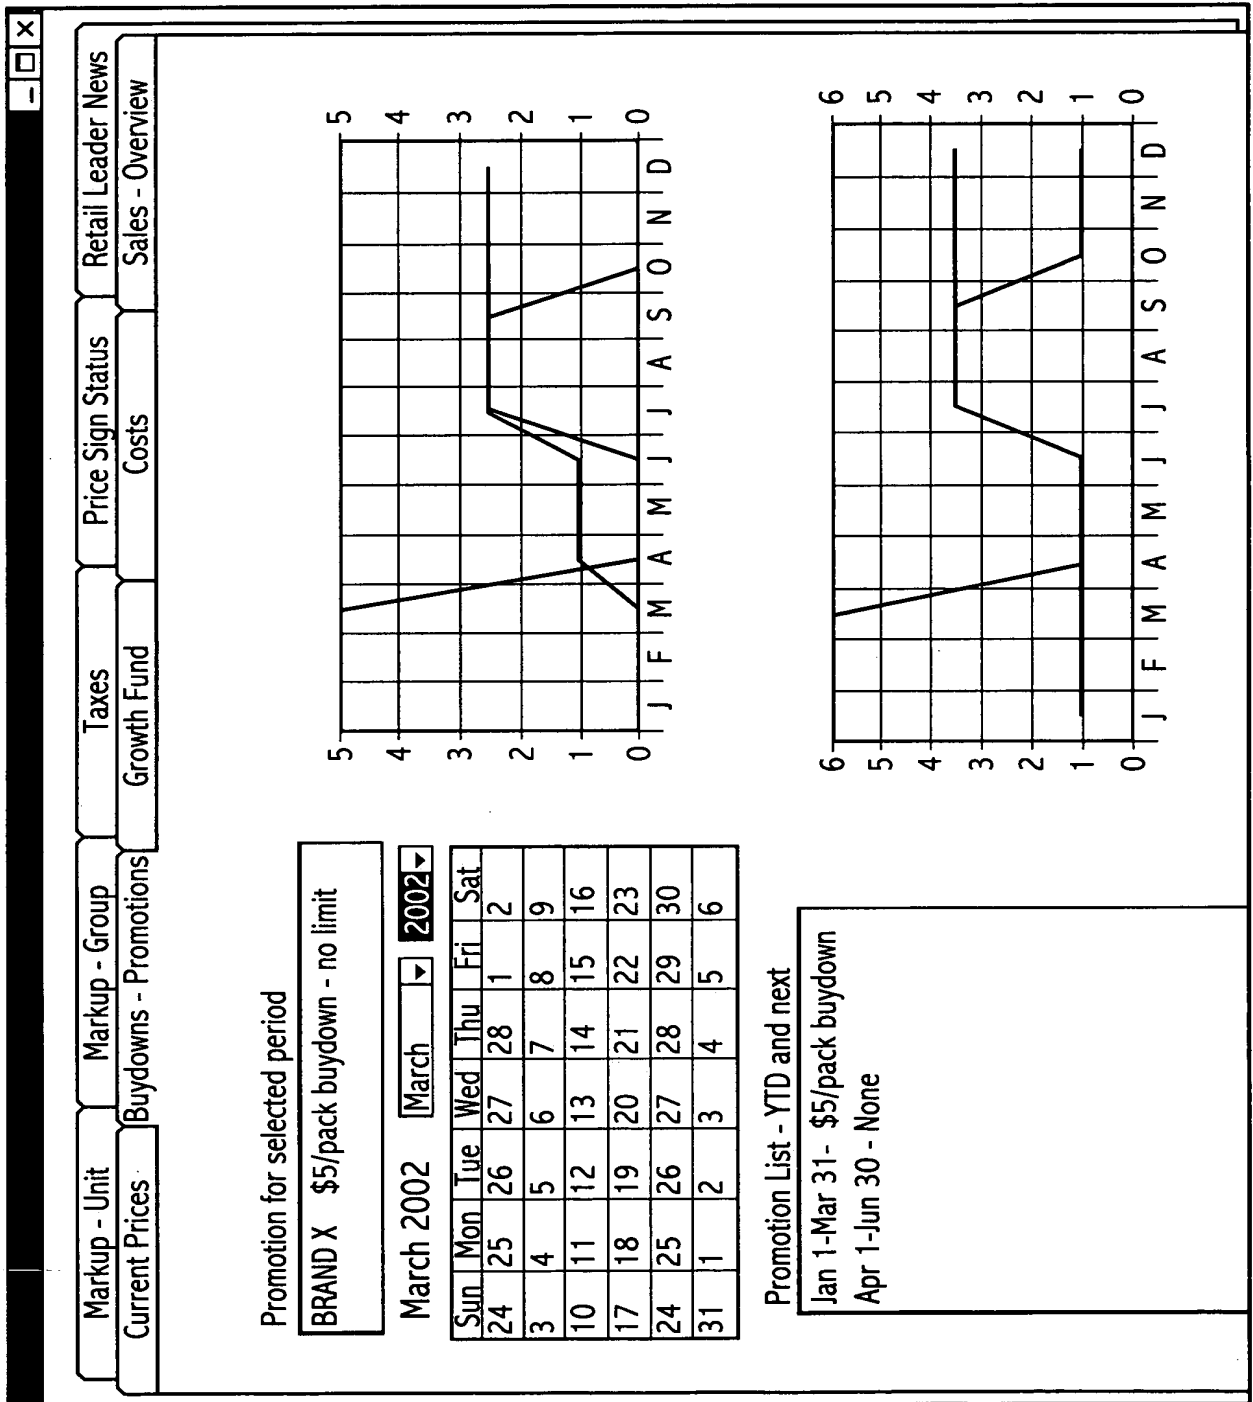 Markup - Unit Markup - Group Taxes Price Sign Status Retail Leader News
Current Prices Buydowns - Promotions Growth Fund Costs Sales - Overview
Promotion for selected period
BRAND X $5/pack buydown - no limit
March 2002 March 2002
Sun Mon Tue Wed Thu Fri Sat
24 25 26 27 28 1 2
3 4 5 6 7 8 9
10 11 12 13 14 15 16
17 18 19 20 21 22 23
24 25 26 27 28 29 30
31 1 2 3 4 5 6
Promotion List - YTD and next
Jan 1-Mar 31- $5/pack buydown
Apr 1-Jun 30 - None
5 5
4 4
3 3
2 2
1 1
0 0
J F M A M J J A S O N D
6 6
5 5
4 4
3 3
2 2
1 1
0 0
J F M A M J J A S O N D